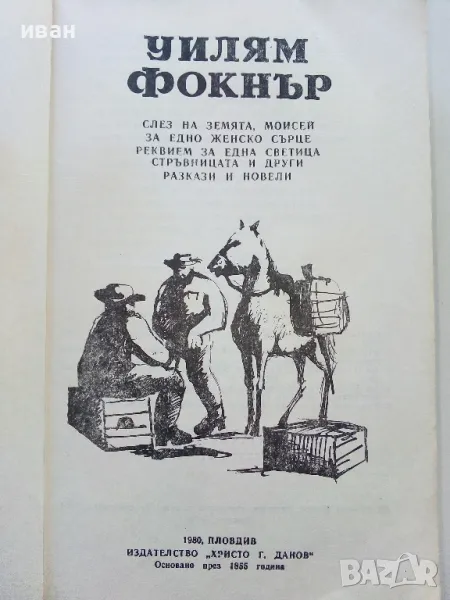 иван
УИЛЯМ
ФОКНЪР
СЛЕЗ НА ЗЕМЯТА, МОИСЕЙ
ЗА ЕДНО ЖЕНСКО СЪРЦЕ
РЕКВИЕМ ЗА ЕДНА СВЕТИЦА
СТРЪВНИЦАТА И ДРУГИ
РАЗКАЗИ И НОВЕЛИ
1980, ПЛОВДИВ
ИЗДАТЕЛСТВО „ХРИСТО Г. ДАНОВ"
Основано през 1855 година
BAZAR